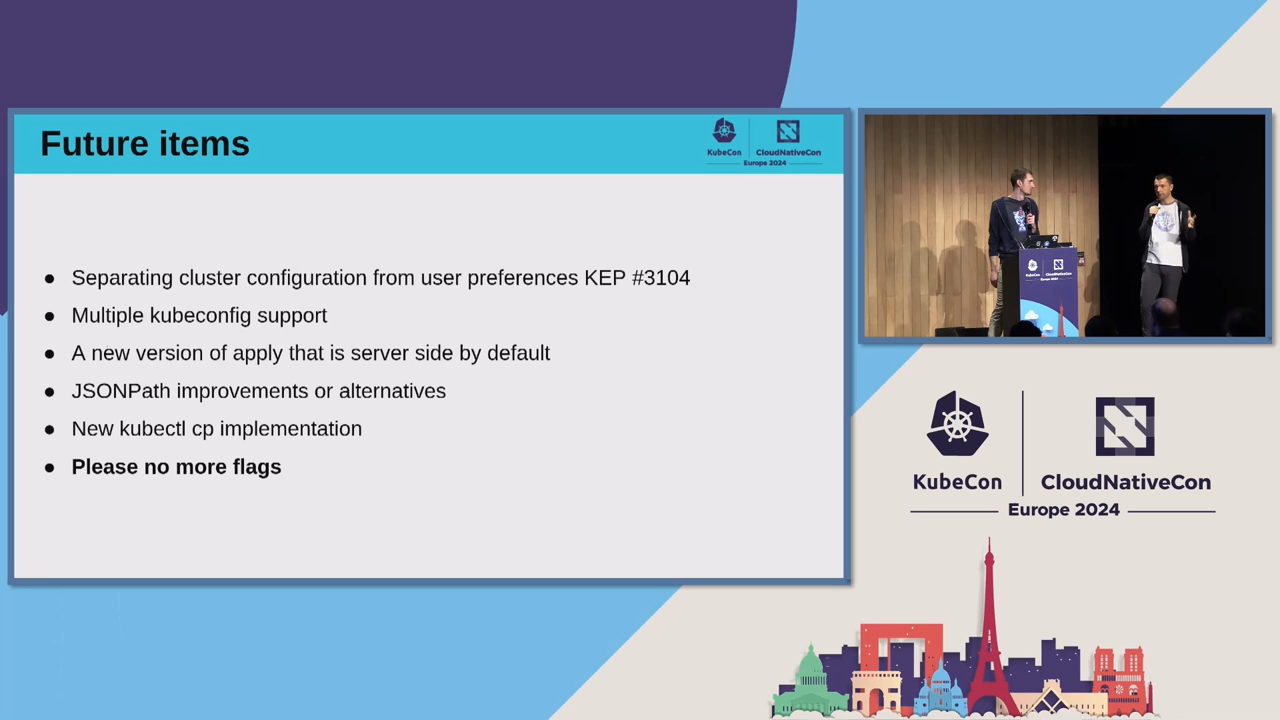 Future items
KubeCon
CloudNativeCon
Europe 2024
● Separating cluster configuration from user preferences KEP #3104
● Multiple kubeconfig support
● A new version of apply that is server side by default
● JSONPath improvements or alternatives
● New kubectl cp implementation
● Please no more flags
KubeCon
CloudNativeCon
Europe 2024